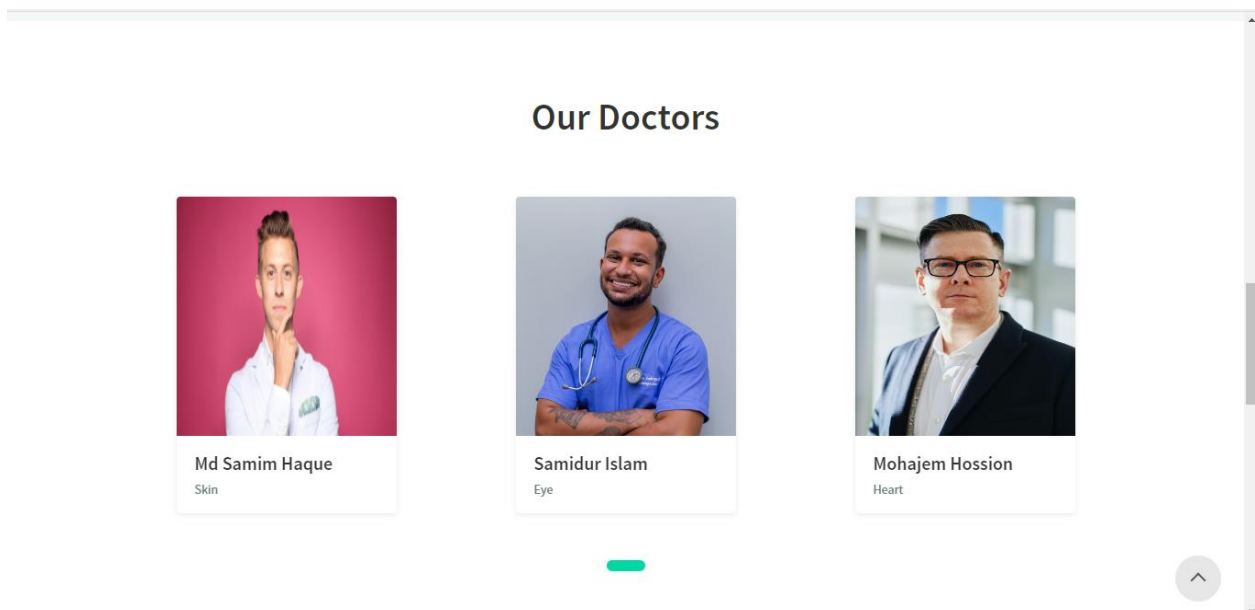 Our Doctors
Md Samim Haque
Skin
Samidur Islam
Eye
Mohajem Hossion
Heart